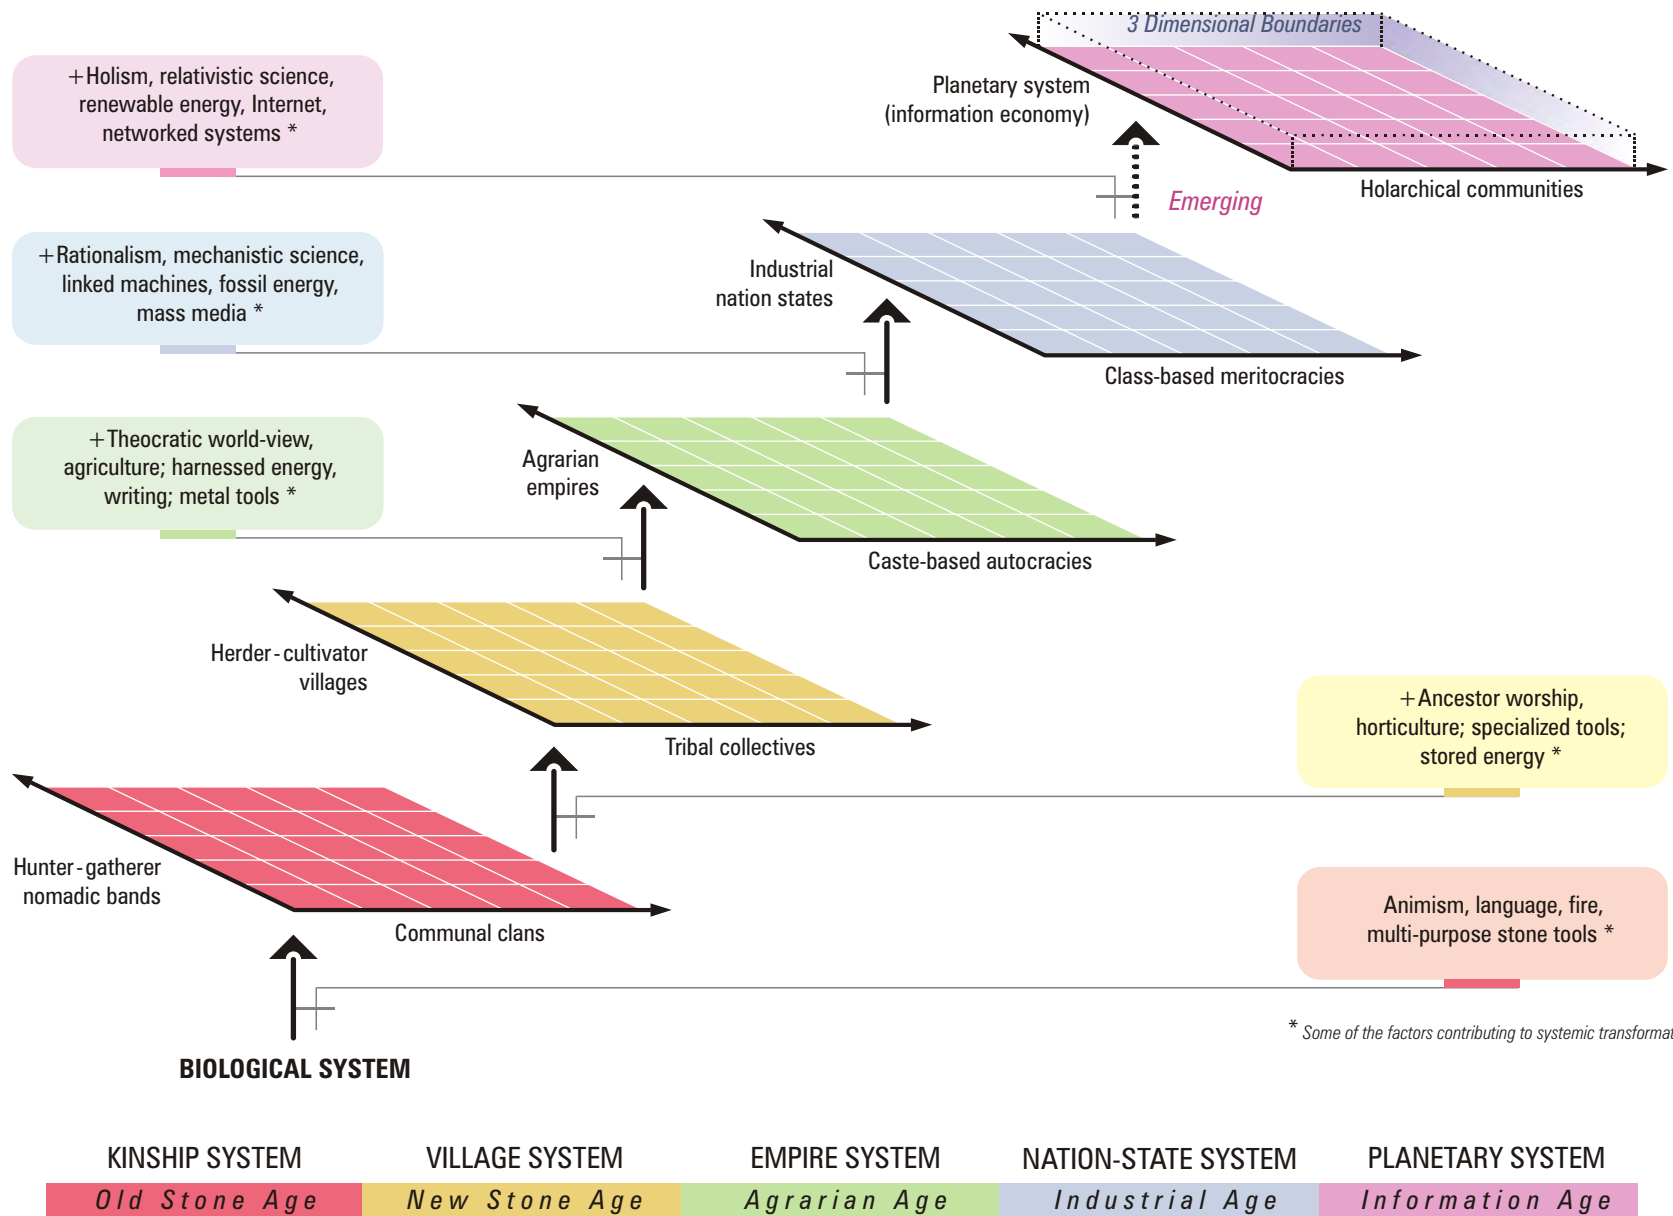 3 Dimensional Boundaries
+Holism, relativistic science,
renewable energy, Internet,
networked systems *
Planetary system
(information economy)
Holarchical communities
Emerging
+Rationalism, mechanistic science,
linked machines, fossil energy,
mass media *
Industrial
nation states
Class-based meritocracies
+Theocratic world-view,
agriculture; harnessed energy,
writing; metal tools *
Agrarian
empires
Caste-based autocracies
Herder-cultivator
villages
Tribal collectives
+Ancestor worship,
horticulture; specialized tools;
stored energy *
Hunter-gatherer
nomadic bands
Communal clans
Animism, language, fire,
multi-purpose stone tools *
* Some of the factors contributing to systemic transformat
BIOLOGICAL SYSTEM
KINSHIP SYSTEM VILLAGE SYSTEM EMPIRE SYSTEM NATION-STATE SYSTEM PLANETARY SYSTEM
Old Stone Age New Stone Age Agrarian Age Industrial Age Information Age